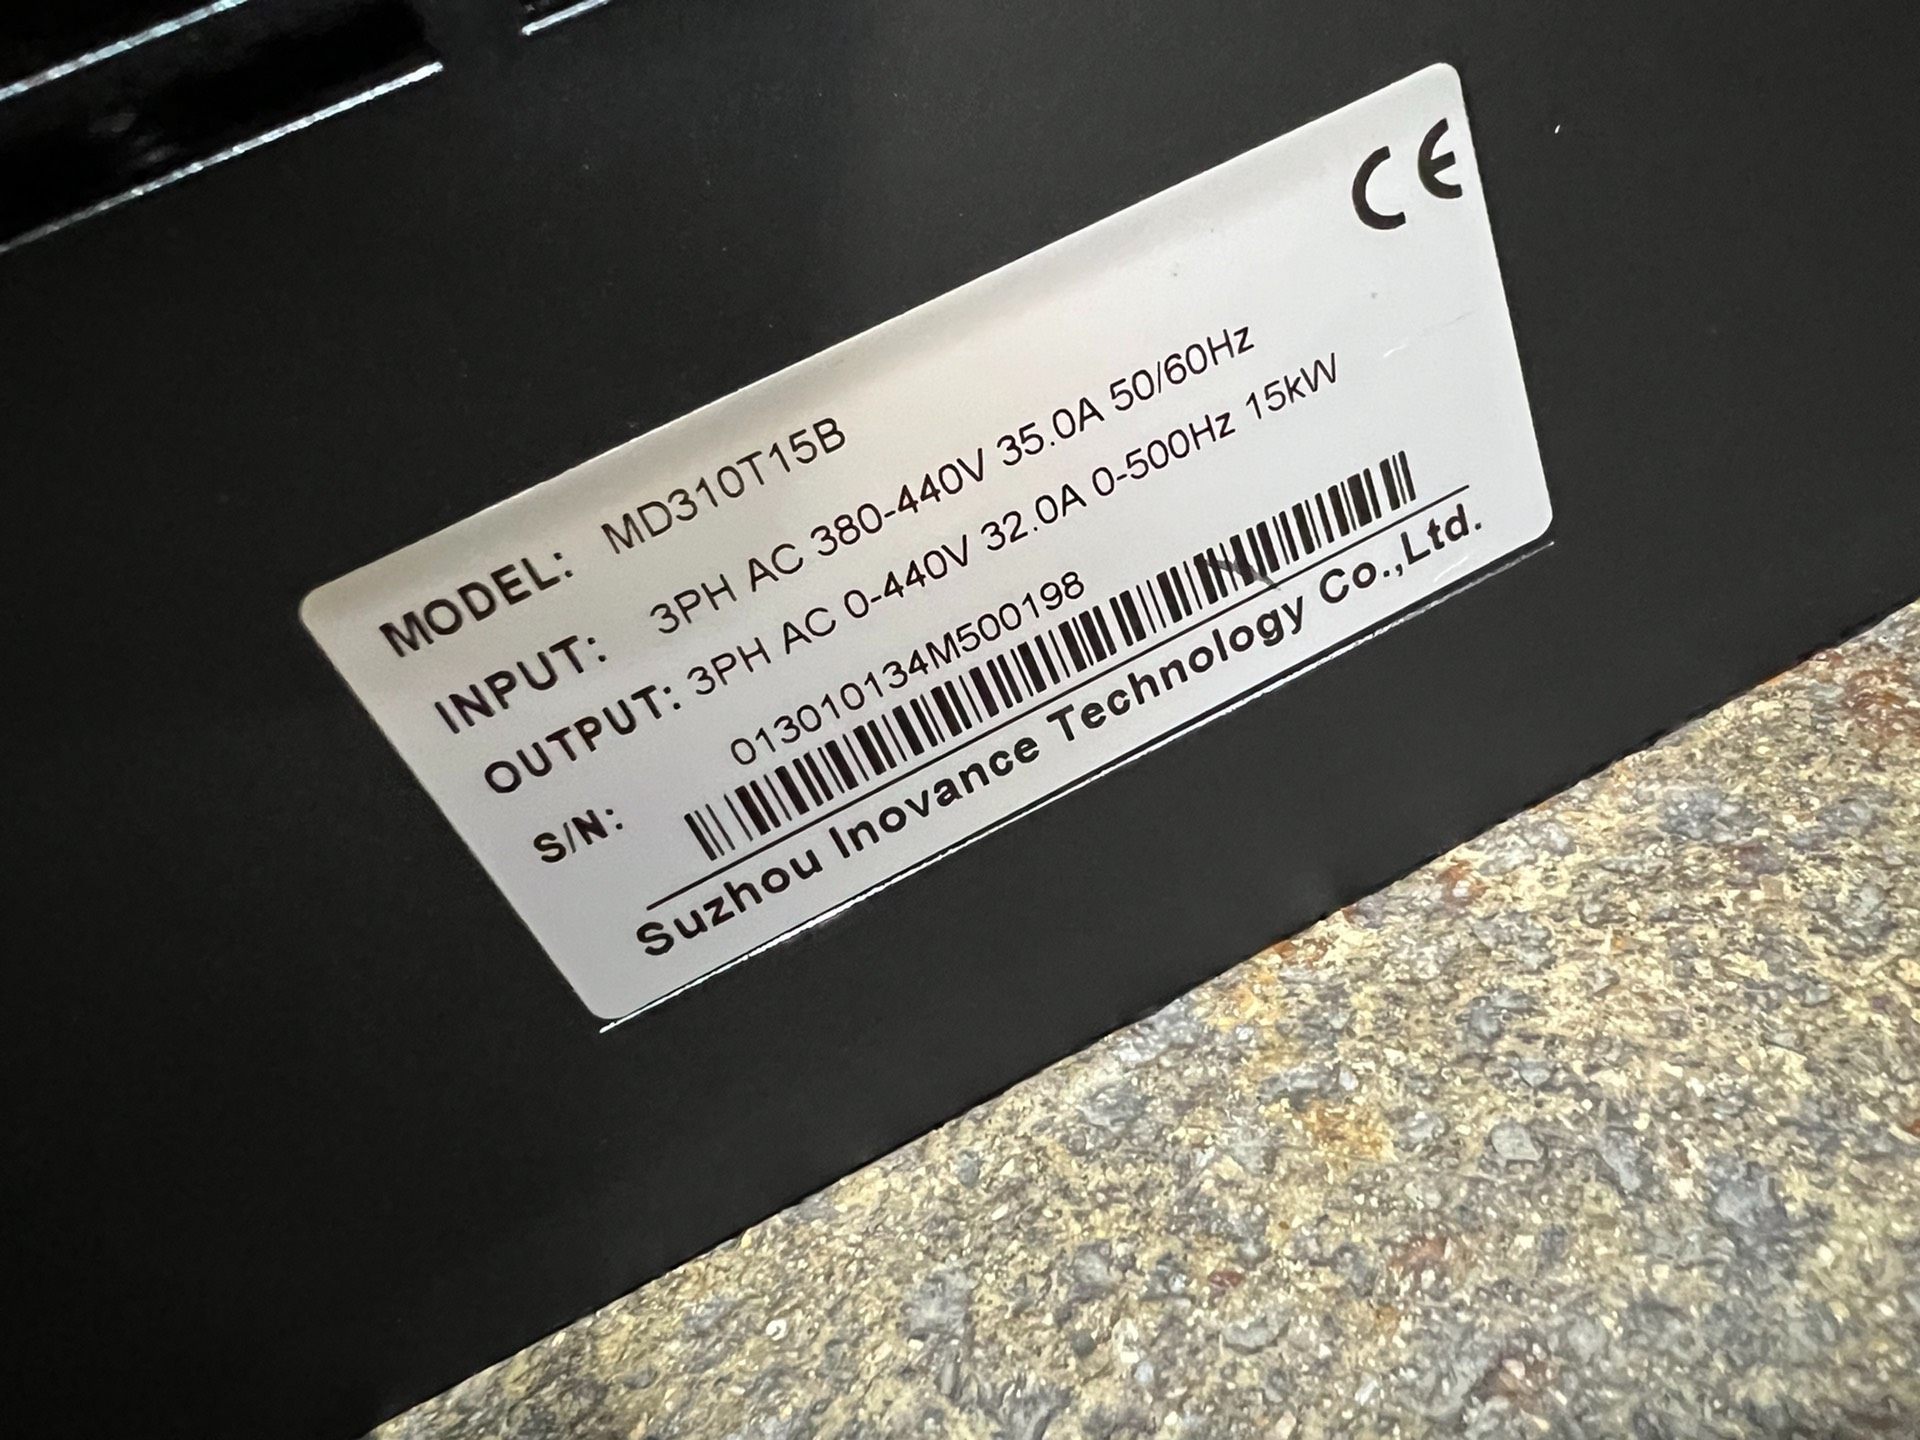 CE
MODEL: MD310T15B
INPUT: 3PH AC 380-440V 35.0A 50/60Hz
OUTPUT: 3PH AC 0-440V 32.0A 0-500Hz 15kW
S/N: 013010134M500198
Suzhou Inovance Technology Co.,Ltd.